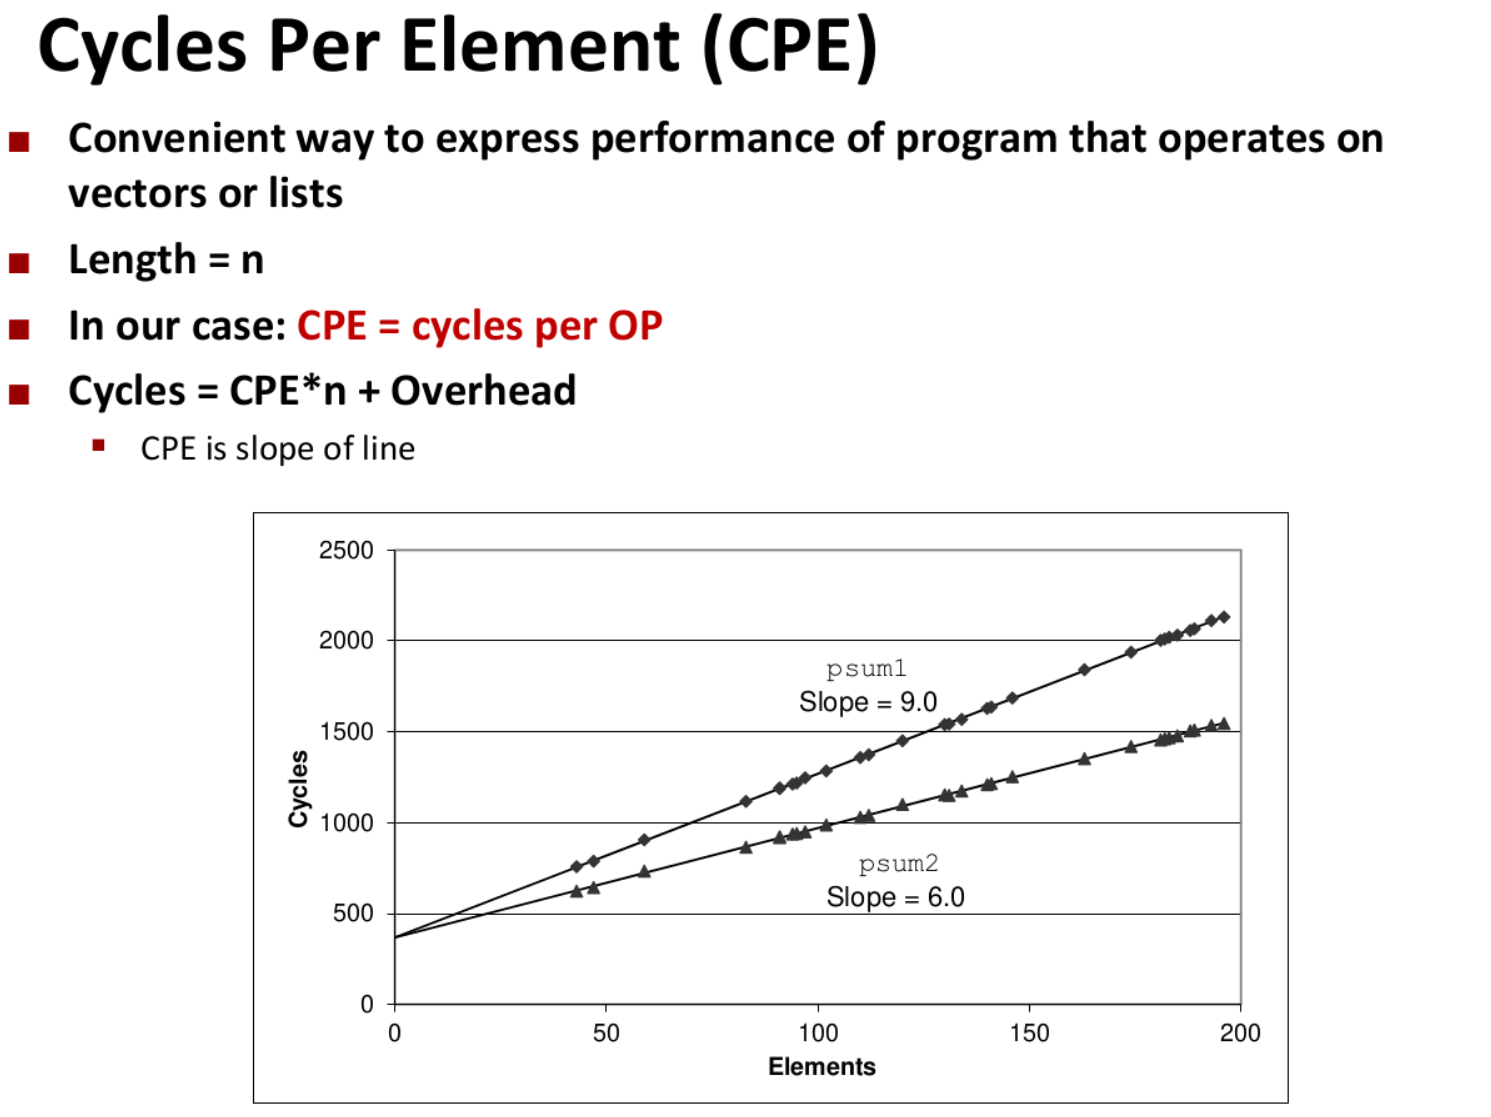 Cycles Per Element (CPE)
Convenient way to express performance of program that operates on
vectors or lists
Length = n
In our case: CPE = cycles per OP
Cycles = CPE*n + Overhead
CPE is slope of line
2500
2000
1500
1000
500
0
Cycles
psum1
Slope = 9.0
psum2
Slope = 6.0
0 50 100 150 200
Elements